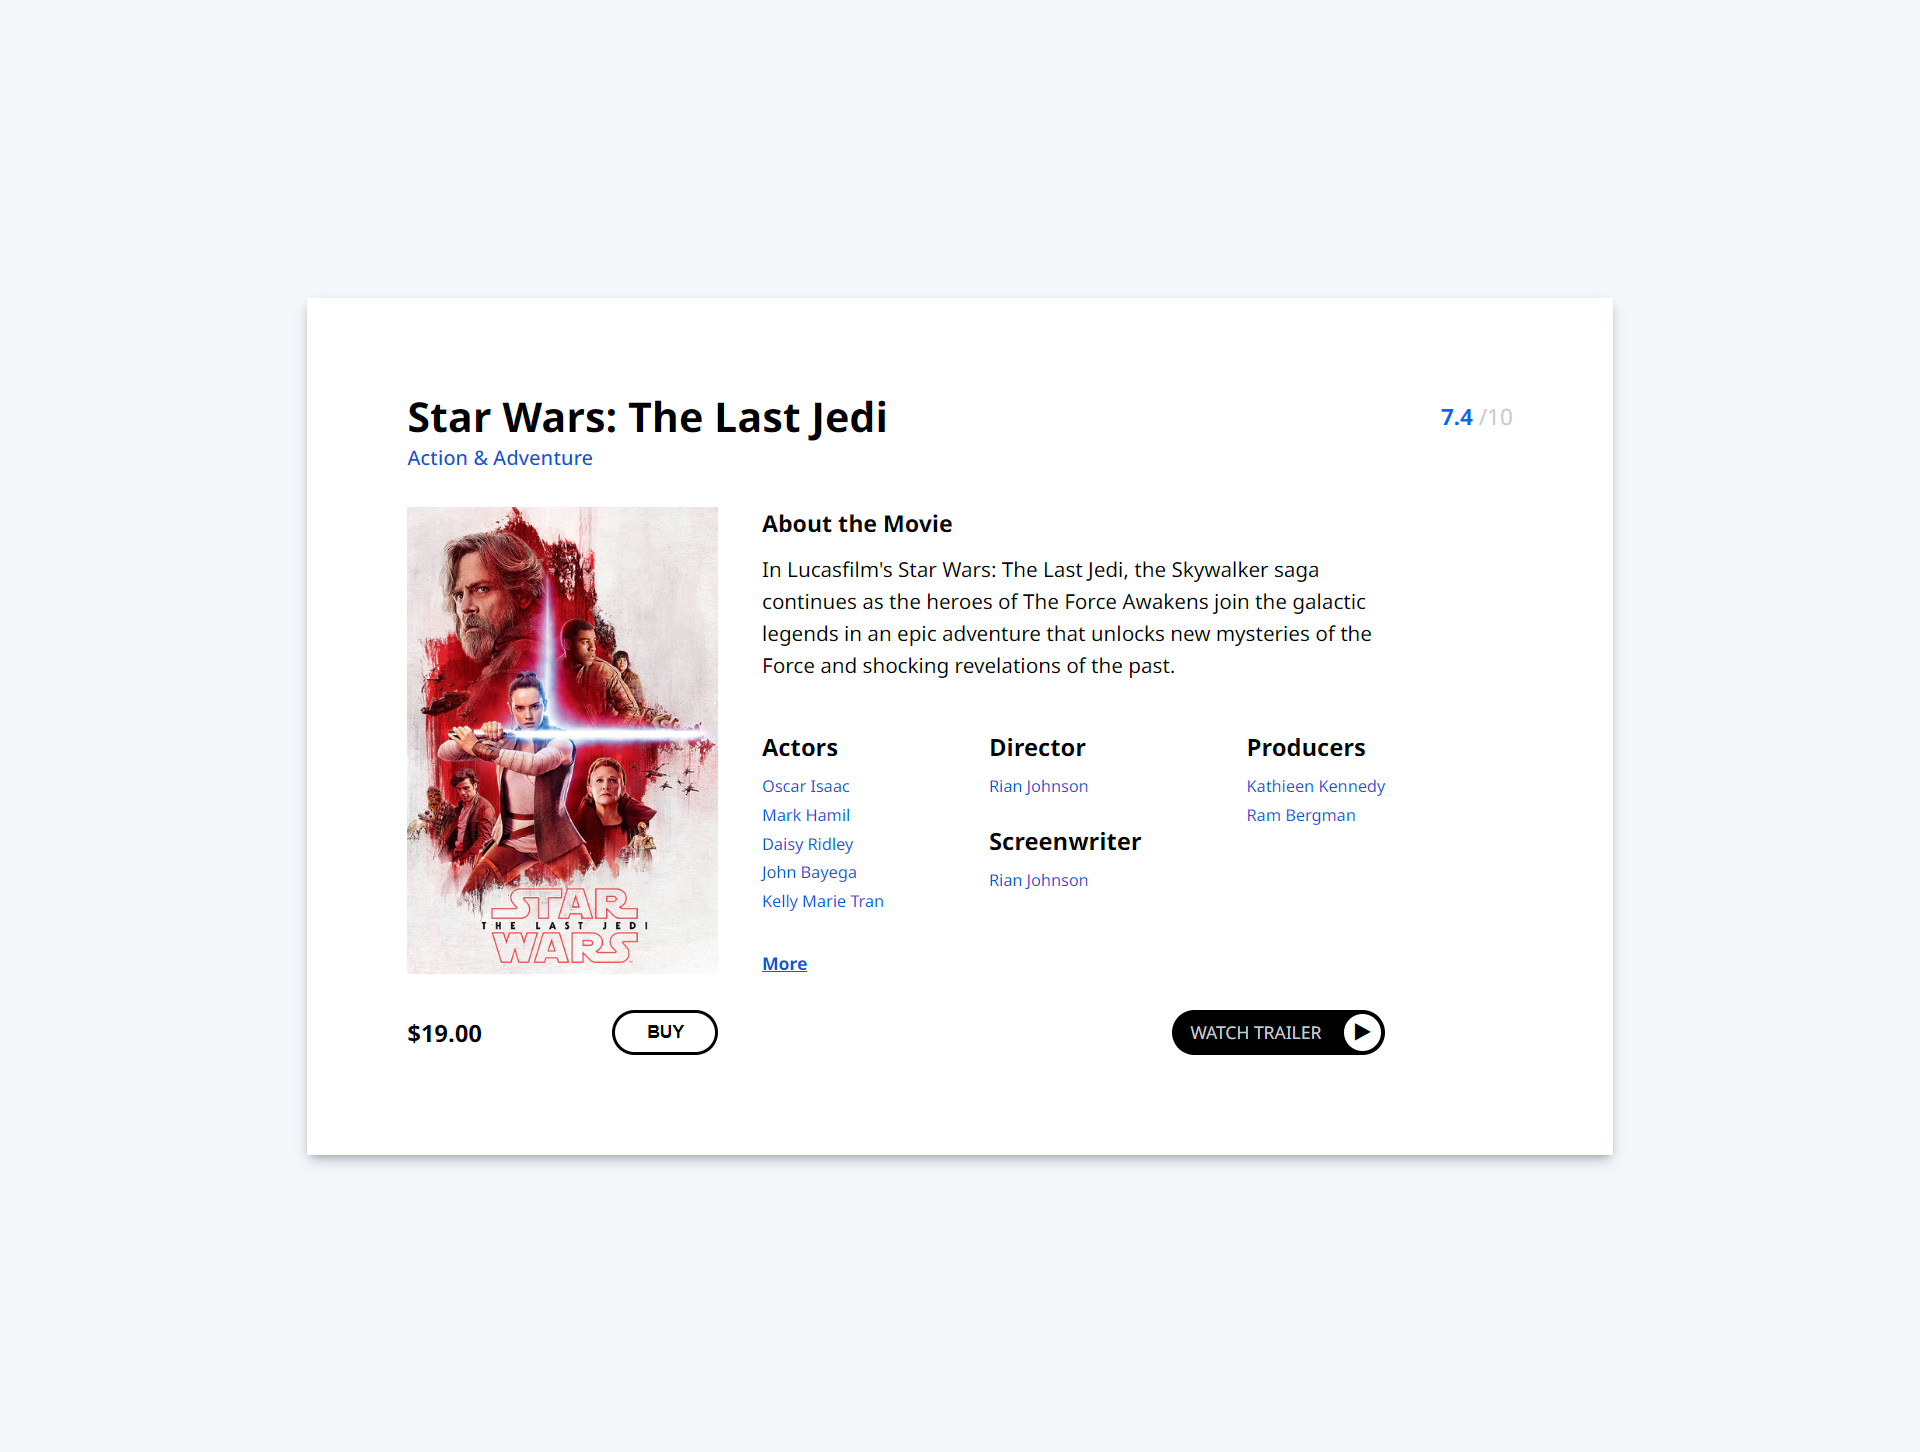 Star Wars: The Last Jedi
7.4 /10
Action & Adventure
STAR
THE LAST JEDI
WARS
About the Movie
In Lucasfilm's Star Wars: The Last Jedi, the Skywalker saga
continues as the heroes of The Force Awakens join the galactic
legends in an epic adventure that unlocks new mysteries of the
Force and shocking revelations of the past.
Actors
Oscar Isaac
Mark Hamil
Daisy Ridley
John Bayega
Kelly Marie Tran
More
Director
Rian Johnson
Screenwriter
Rian Johnson
Producers
Kathieen Kennedy
Ram Bergman
$19.00
BUY
WATCH TRAILER